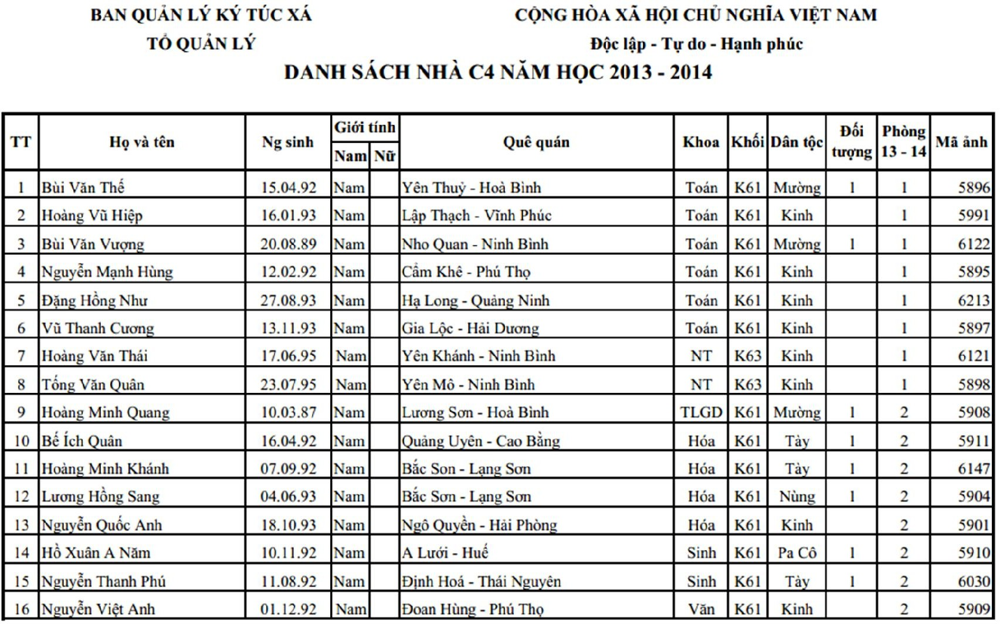 BAN QUẢN LÝ KÝ TÚC XÁ
CỘNG HÒA XÃ HỘI CHỦ NGHĨA VIỆT NAM
TỔ QUẢN LÝ
Độc lập - Tự do - Hạnh phúc
DANH SÁCH NHÀ C4 NĂM HỌC 2013 - 2014
TT Họ và tên Ng sinh Giới tính Nam Nữ Quê quán Khoa Khối Dân tộc Đối tượng Phòng 13 - 14 Mã ảnh
1 Bùi Văn Thế 15.04.92 Nam Yên Thuỷ - Hoà Bình Toán K61 Mường 1 1 5896
2 Hoàng Vũ Hiệp 16.01.93 Nam Lập Thạch - Vĩnh Phúc Toán K61 Kinh 1 5991
3 Bùi Văn Vượng 20.08.89 Nam Nho Quan - Ninh Bình Toán K61 Mường 1 1 6122
4 Nguyễn Mạnh Hùng 12.02.92 Nam Cẩm Khê - Phú Thọ Toán K61 Kinh 1 5895
5 Đặng Hồng Như 27.08.93 Nam Hạ Long - Quảng Ninh Toán K61 Kinh 1 6213
6 Vũ Thanh Cương 13.11.93 Nam Gia Lộc - Hải Dương Toán K61 Kinh 1 5897
7 Hoàng Văn Thái 17.06.95 Nam Yên Khánh - Ninh Bình NT K63 Kinh 1 6121
8 Tống Văn Quân 23.07.95 Nam Yên Mô - Ninh Bình NT K63 Kinh 1 5898
9 Hoàng Minh Quang 10.03.87 Nam Lương Sơn - Hoà Bình TLGD K61 Mường 1 2 5908
10 Bế Ích Quân 16.04.92 Nam Quảng Uyên - Cao Bằng Hóa K61 Tày 1 2 5911
11 Hoàng Minh Khánh 07.09.92 Nam Bắc Son - Lạng Sơn Hóa K61 Tày 1 2 6147
12 Lương Hồng Sang 04.06.93 Nam Bắc Sơn - Lạng Sơn Hóa K61 Nùng 1 2 5904
13 Nguyễn Quốc Anh 18.10.93 Nam Ngô Quyền - Hải Phòng Hóa K61 Kinh 2 5901
14 Hồ Xuân A Năm 10.11.92 Nam A Lưới - Huế Sinh K61 Pa Cô 1 2 5910
15 Nguyễn Thanh Phú 11.08.92 Nam Định Hoá - Thái Nguyên Sinh K61 Tày 1 2 6030
16 Nguyễn Việt Anh 01.12.92 Nam Đoan Hùng - Phú Thọ Văn K61 Kinh 2 5909